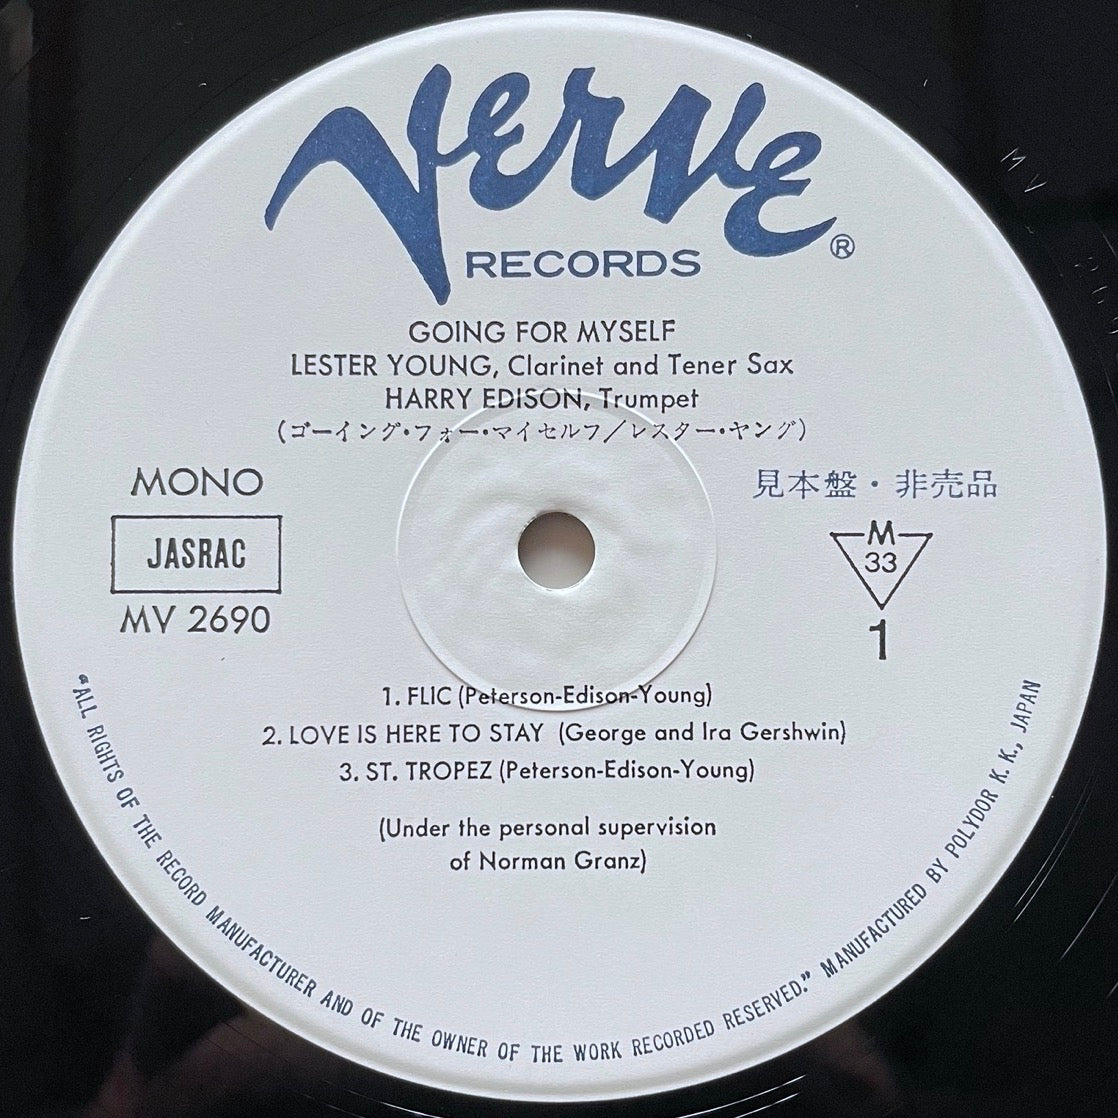 Verve ®
RECORDS
GOING FOR MYSELF
LESTER YOUNG, Clarinet and Tener Sax
HARRY EDISON, Trumpet
(ゴーイング・フォー・マイセルフ/レスター・ヤング)
MONO
JASRAC
MV 2690
見本盤・非売品
M
33
1
1. FLIC (Peterson-Edison-Young)
2. LOVE IS HERE TO STAY (George and Ira Gershwin)
3. ST. TROPEZ (Peterson-Edison-Young)
(Under the personal supervision
of Norman Granz)
“ALL RIGHTS OF THE RECORD MANUFACTURER AND OF THE OWNER OF THE WORK RECORDED RESERVED.” MANUFACTURED BY POLYDOR K. K., JAPAN
M V